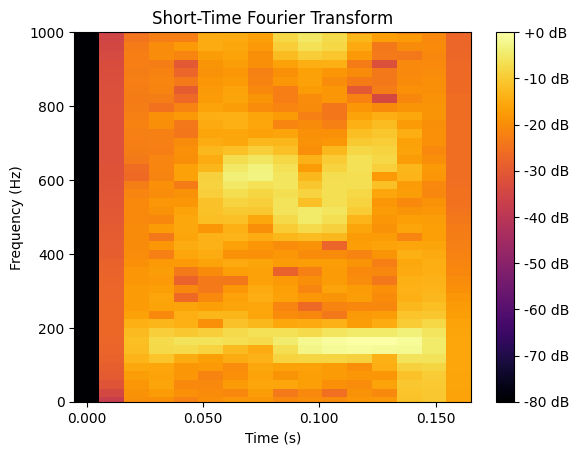 Short-Time Fourier Transform
Frequency (Hz)
1000
800
600
400
200
0
0.000
0.050
0.100
0.150
Time (s)
+0 dB
-10 dB
-20 dB
-30 dB
-40 dB
-50 dB
-60 dB
-70 dB
-80 dB